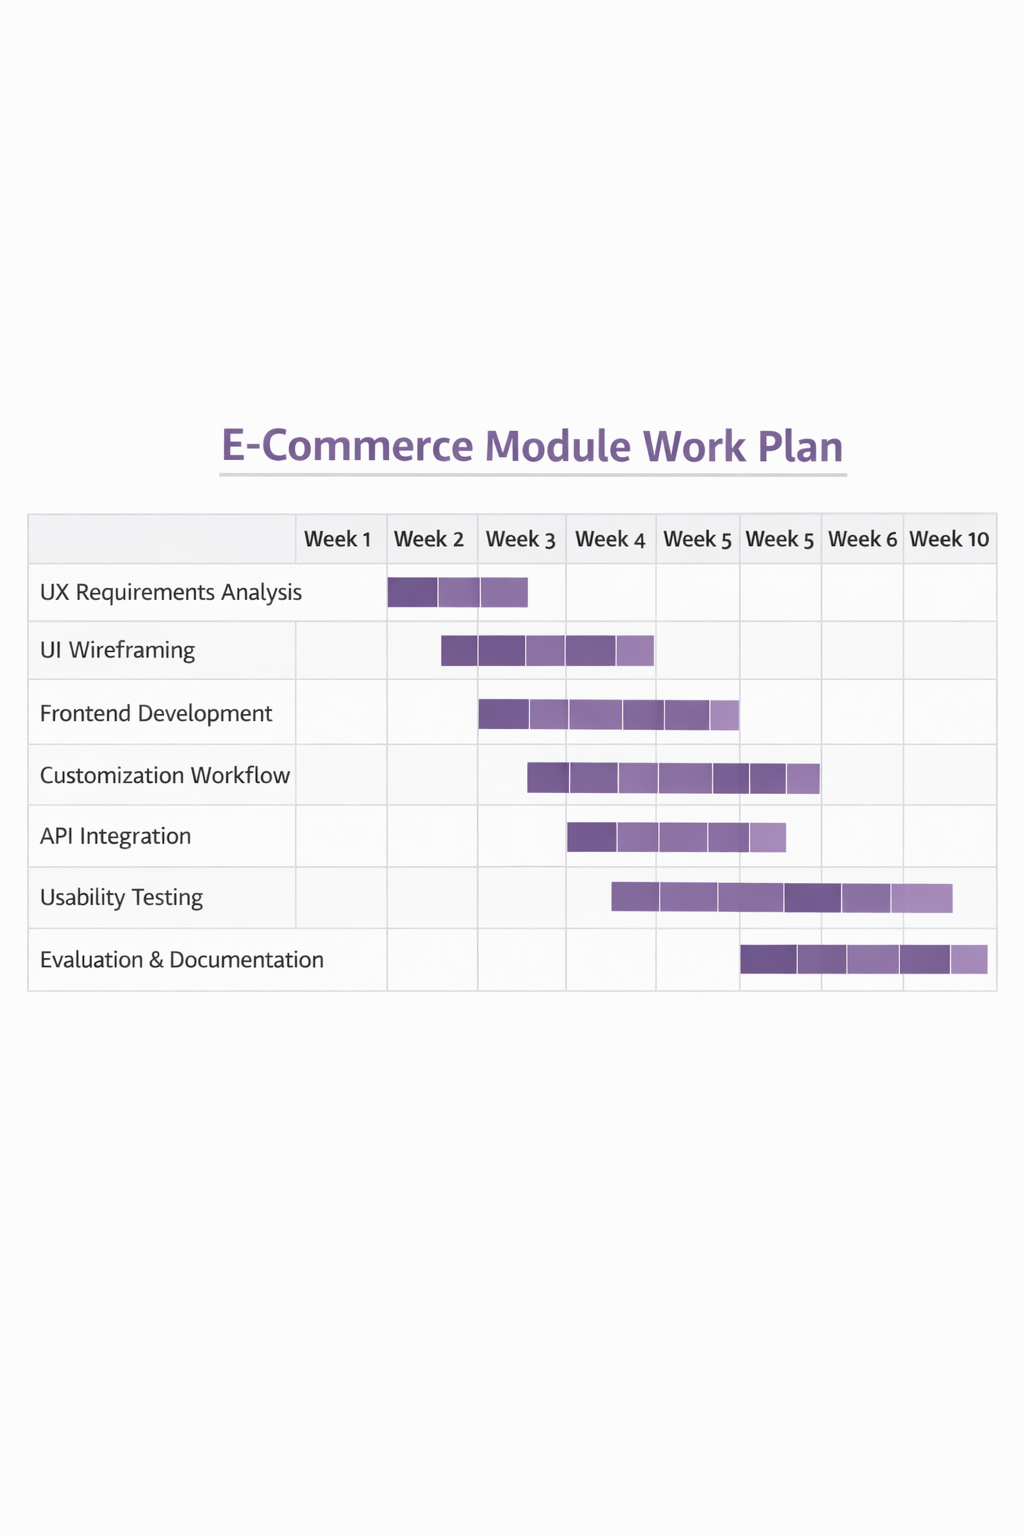 E-Commerce Module Work Plan
Week 1 Week 2 Week 3 Week 4 Week 5 Week 5 Week 6 Week 10
UX Requirements Analysis
UI Wireframing
Frontend Development
Customization Workflow
API Integration
Usability Testing
Evaluation & Documentation